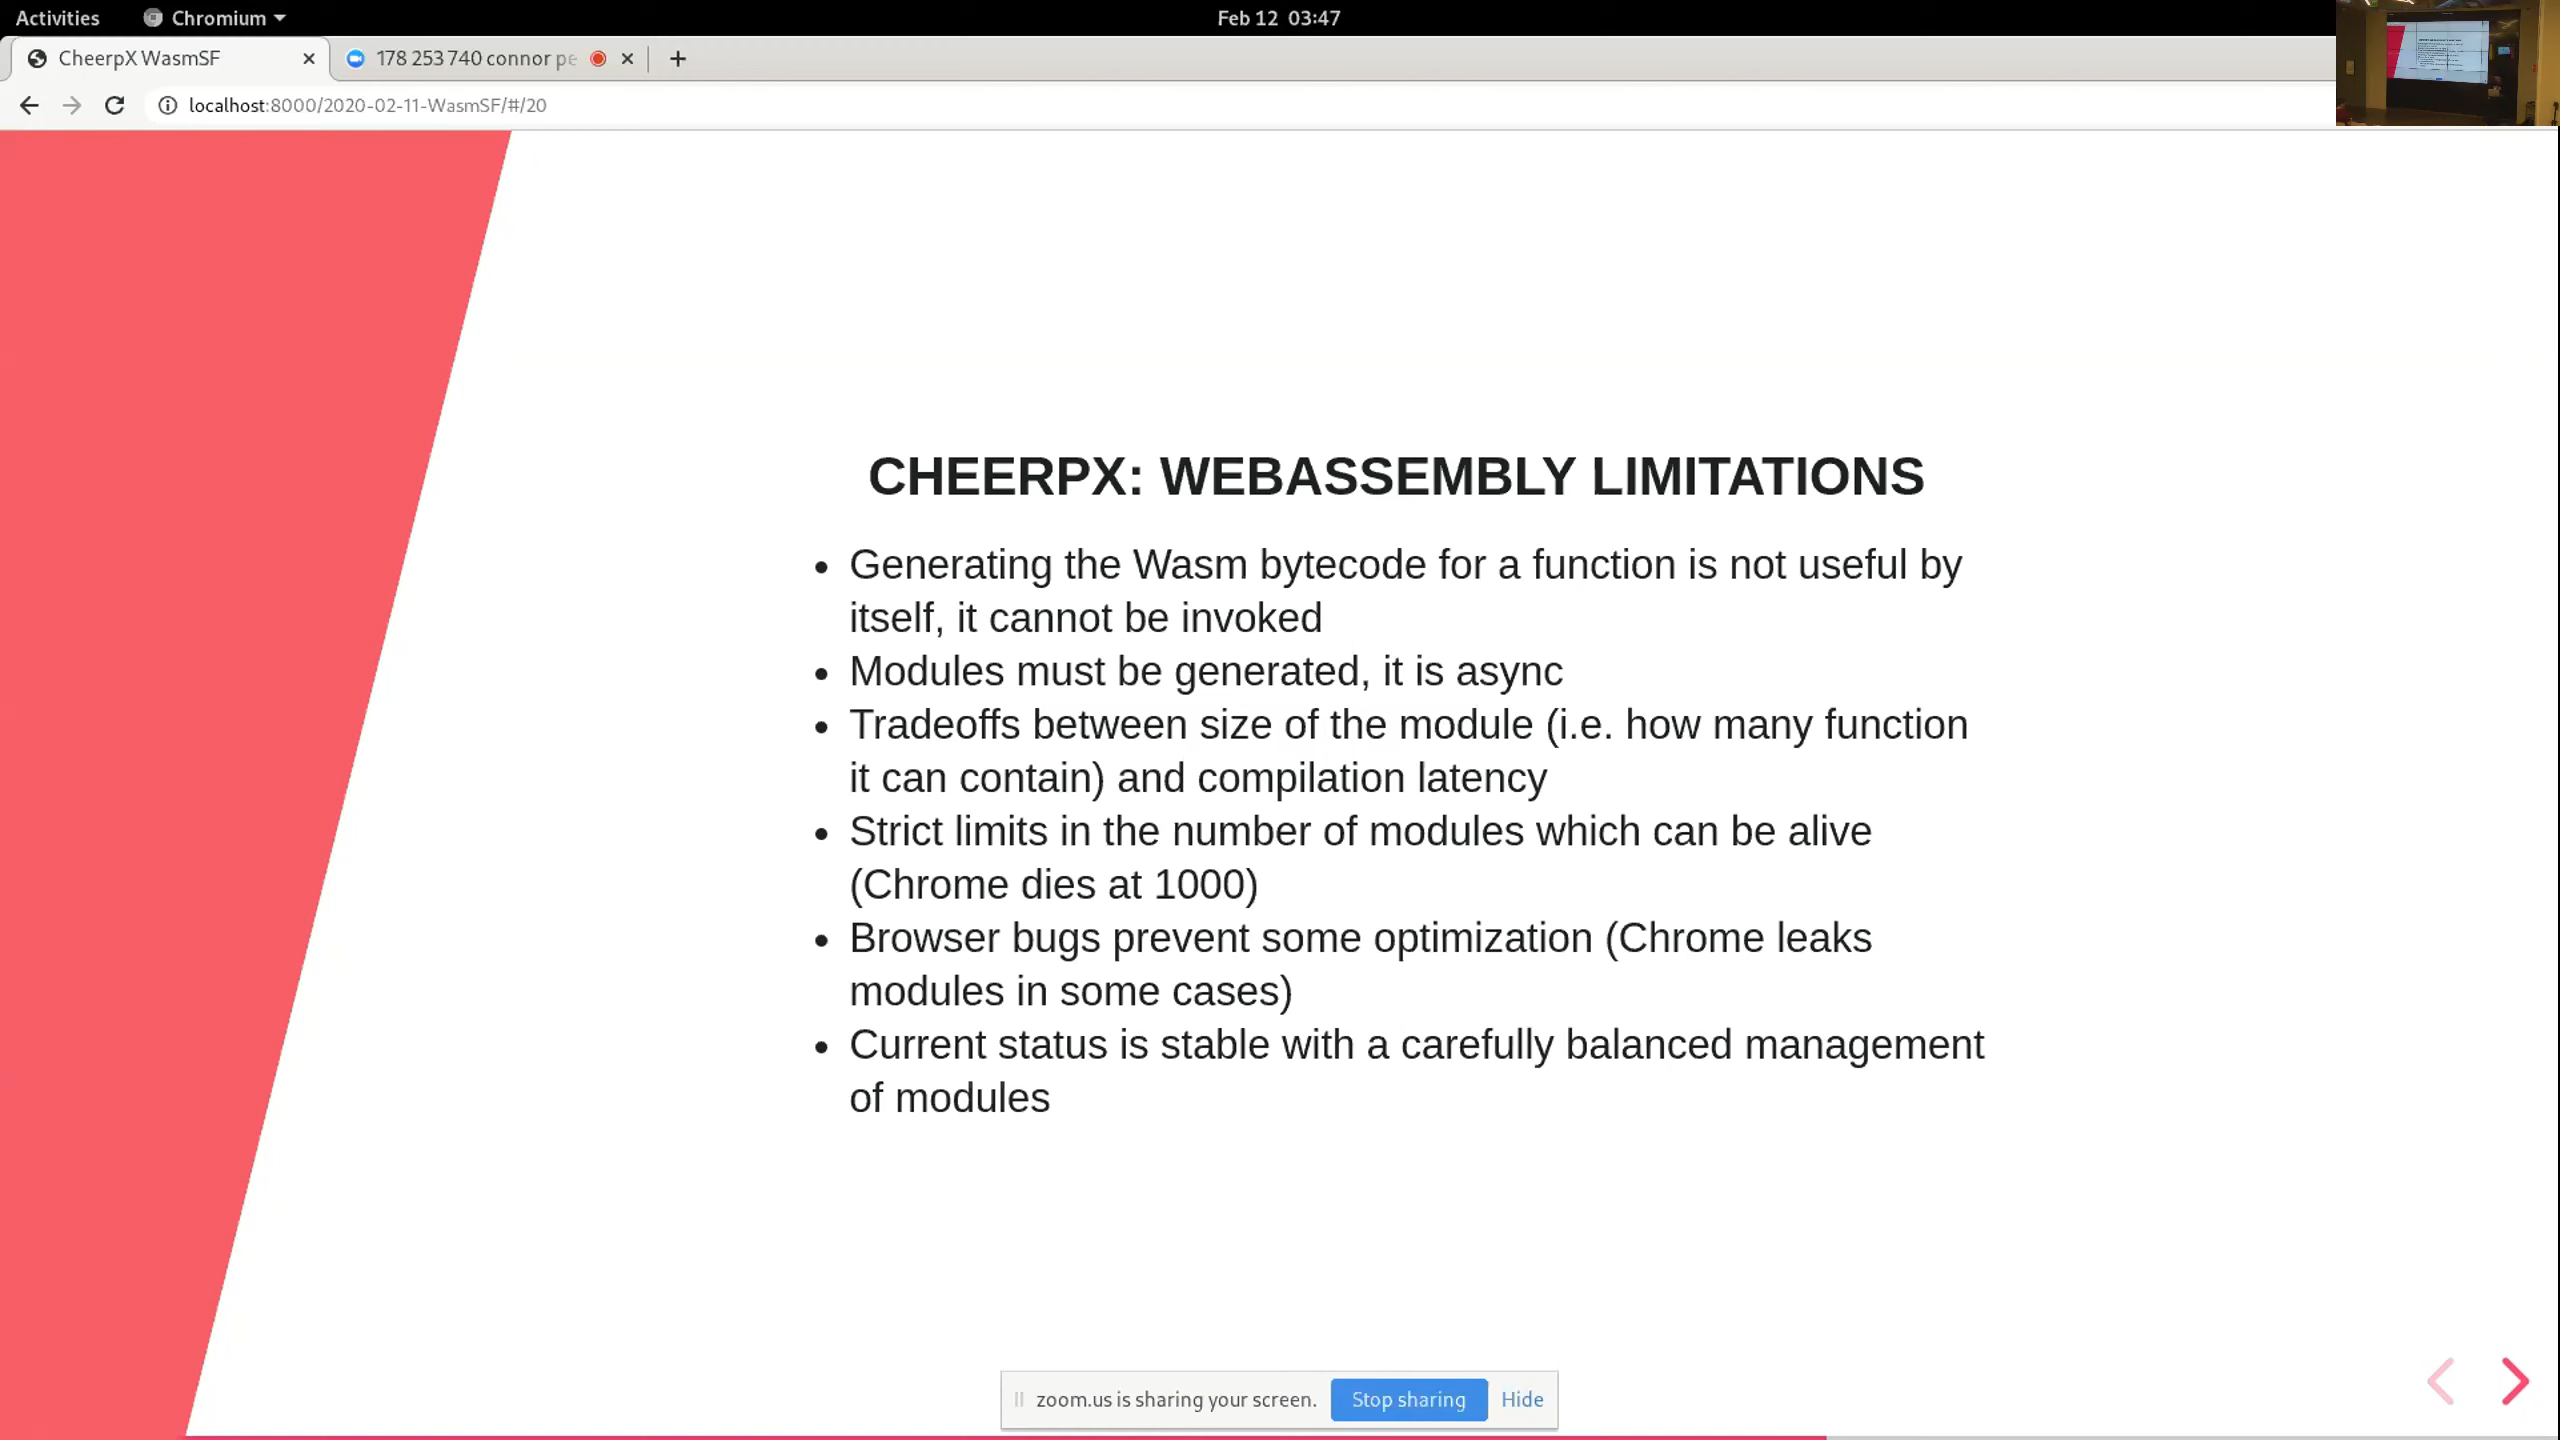 Activities Chromium Feb 12 03:47
CheerpX WasmSF 178 253 740 connor pe
localhost:8000/2020-02-11-WasmSF/#/20
CHEERPX: WEBASSEMBLY LIMITATIONS
• Generating the Wasm bytecode for a function is not useful by
itself, it cannot be invoked
• Modules must be generated, it is async
• Tradeoffs between size of the module (i.e. how many function
it can contain) and compilation latency
• Strict limits in the number of modules which can be alive
(Chrome dies at 1000)
• Browser bugs prevent some optimization (Chrome leaks
modules in some cases)
• Current status is stable with a carefully balanced management
of modules
zoom.us is sharing your screen. Stop sharing Hide